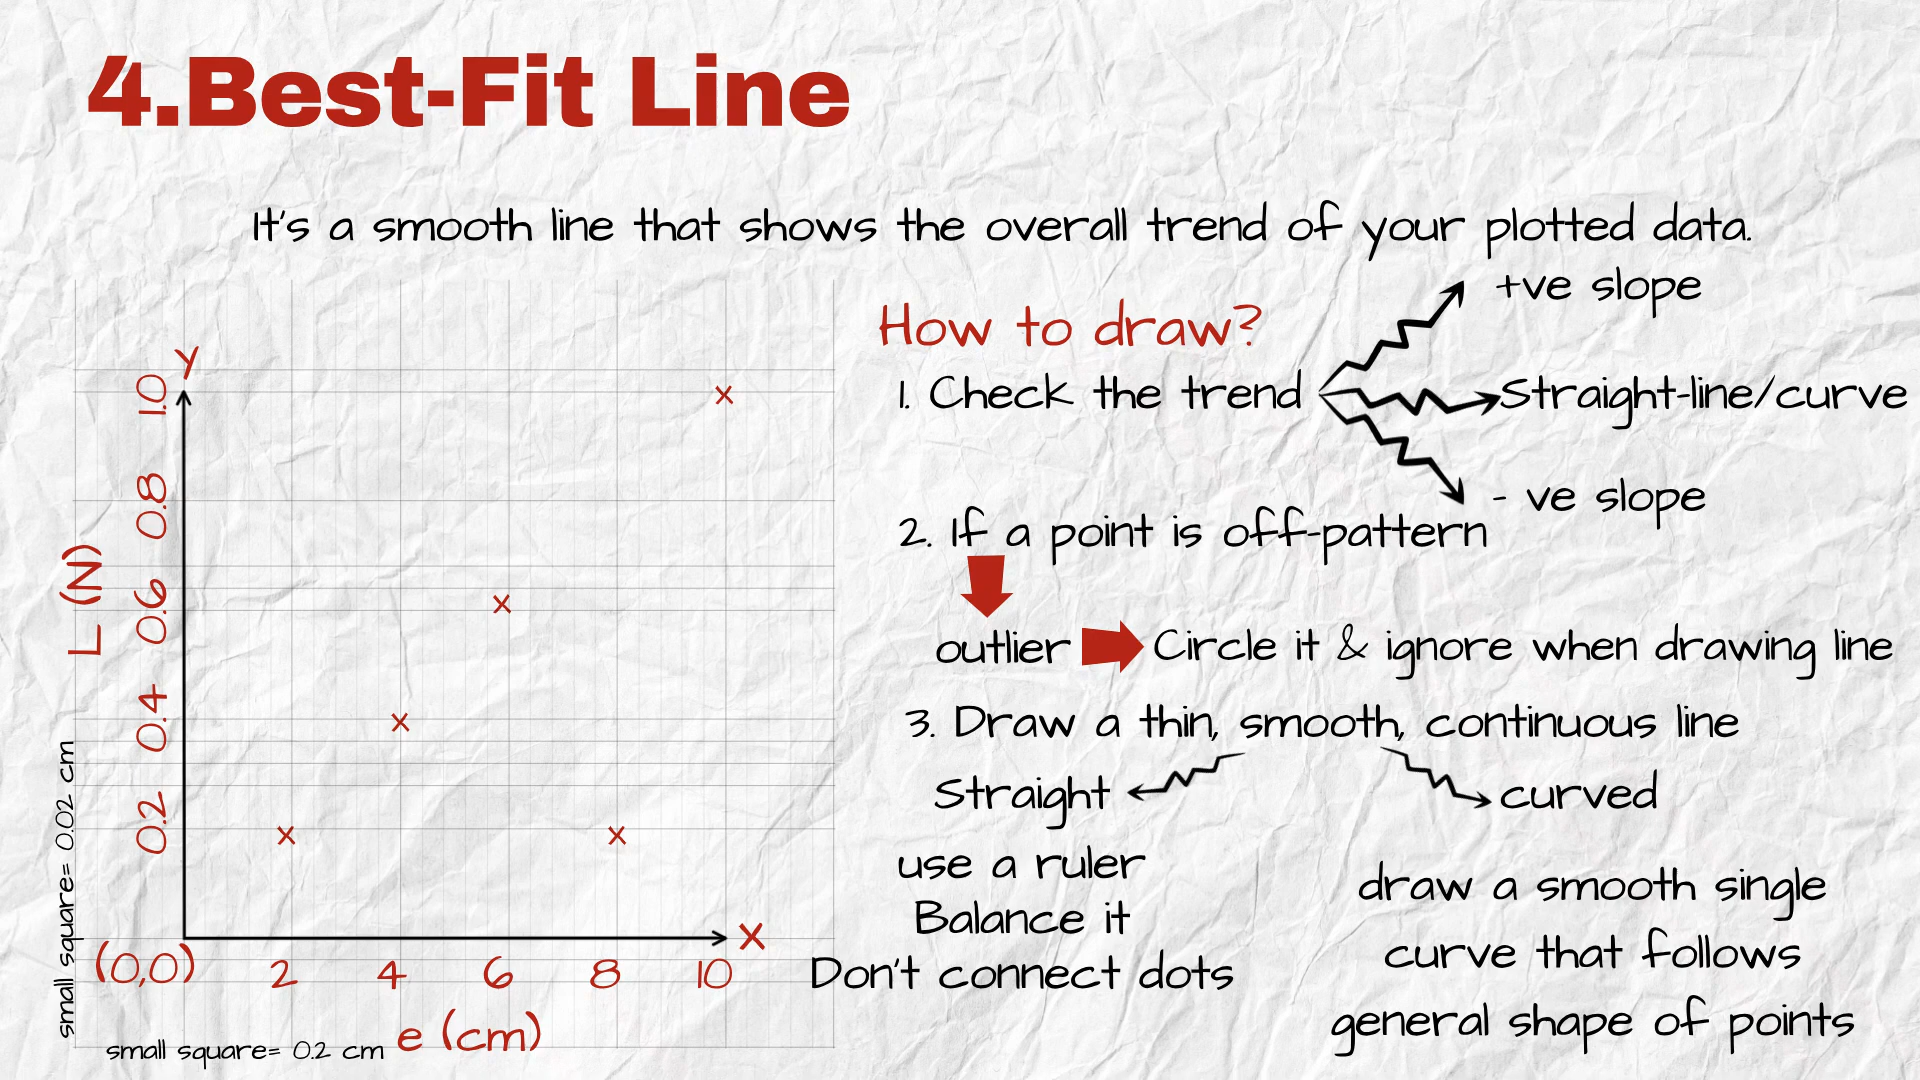 4.Best-Fit Line
It's a smooth line that shows the overall trend of your plotted data.
How to draw?
1. Check the trend
+ve slope
Straight-line/curve
- ve slope
2. If a point is off-pattern
outlier
Circle it & ignore when drawing line
3. Draw a thin, smooth, continuous line
Straight
curved
use a ruler
Balance it
Don't connect dots
draw a smooth single
curve that follows
general shape of points
y
1.0
0.8
0.6
0.4
0.2
L (N)
small square= 0.02 cm
(0,0)
2
4
6
8
10
x
e (cm)
small square= 0.2 cm